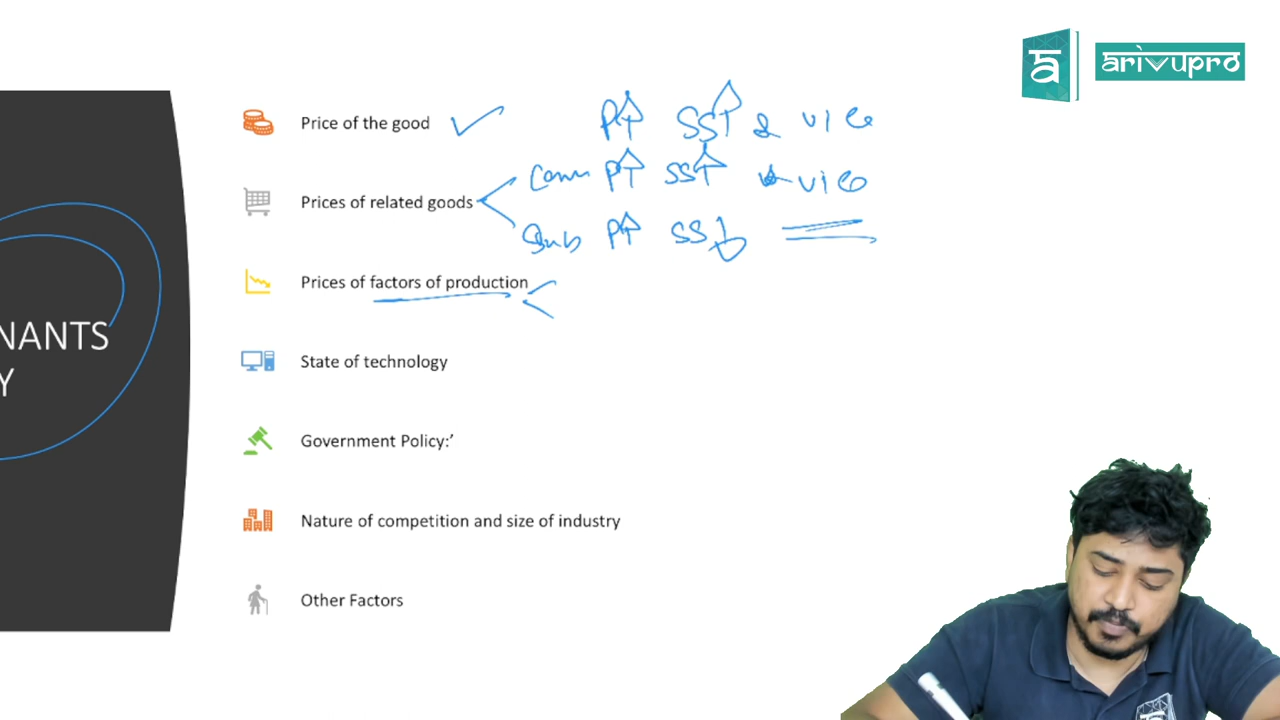 arivupro
Price of the good P↑ SS↑ & vice
Prices of related goods Com P↑ SS↑ & vice
Sub P↑ SS↓
Prices of factors of production
NANTS
State of technology
Y
Government Policy:’
Nature of competition and size of industry
Other Factors